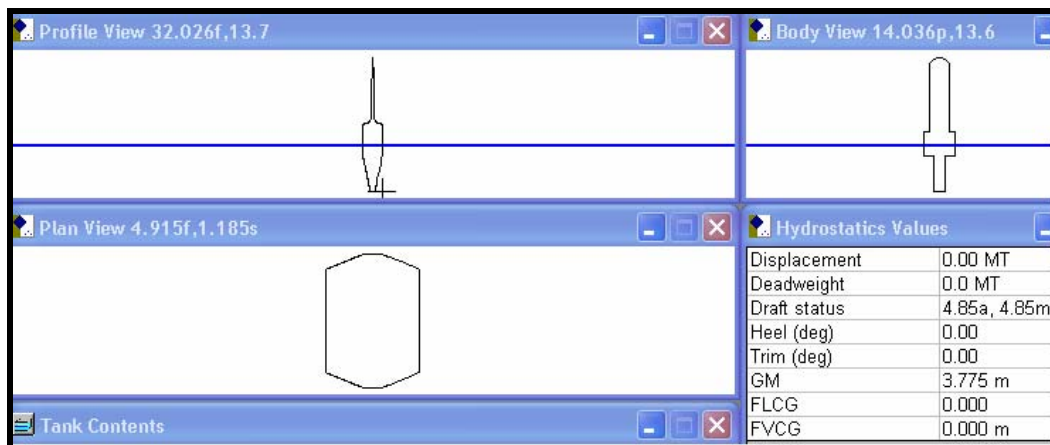 Profile View 32.026f,13.7
Body View 14.036p,13.6
Plan View 4.915f,1.185s
Hydrostatics Values
Displacement 0.00 MT
Deadweight 0.0 MT
Draft status 4.85a, 4.85m
Heel (deg) 0.00
Trim (deg) 0.00
GM 3.775 m
FLCG 0.000
FVCG 0.000 m
Tank Contents